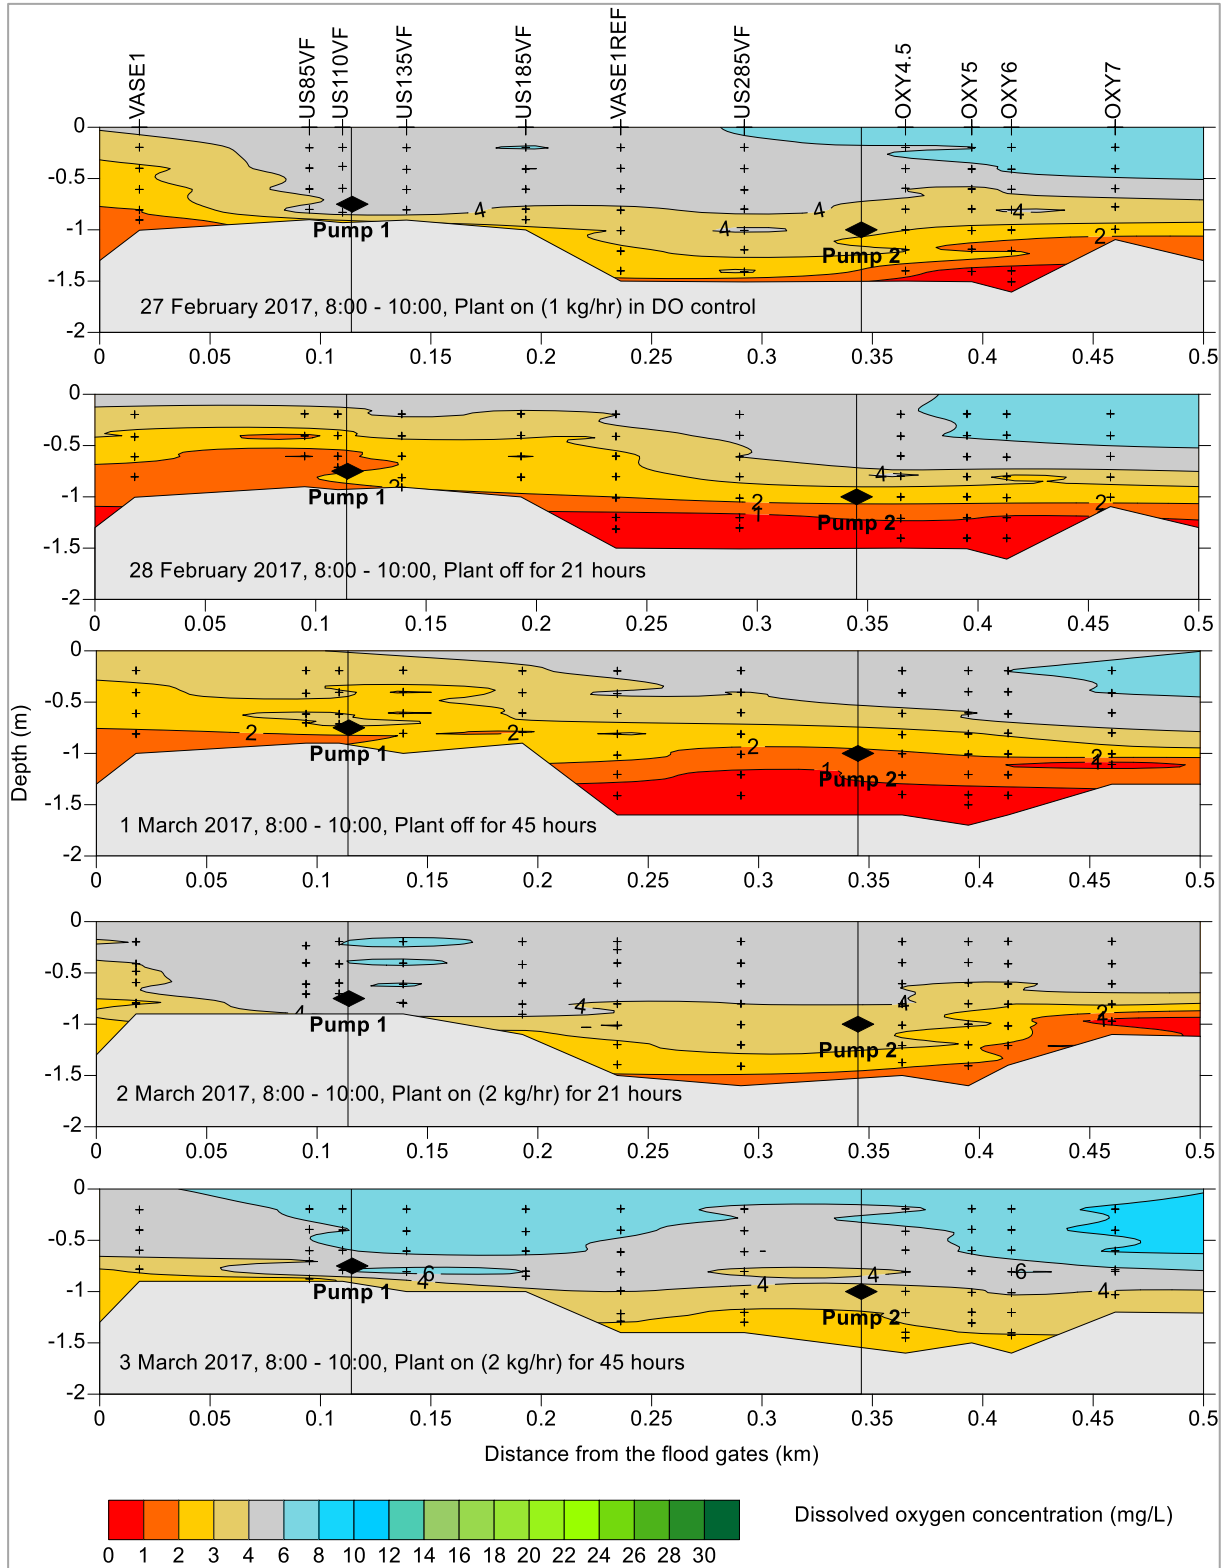 VASE1
US85VF
US110VF
US135VF
US185VF
VASE1REF
US285VF
OXY4.5
OXY5
OXY6
OXY7
0
-0.5
-1
-1.5
-2
4
4
4
4
2
Pump 1
Pump 2
27 February 2017, 8:00 - 10:00, Plant on (1 kg/hr) in DO control
0 0.05 0.1 0.15 0.2 0.25 0.3 0.35 0.4 0.45 0.5
0
-0.5
-1
-1.5
-2
4
2
2
2
1
Pump 1
Pump 2
28 February 2017, 8:00 - 10:00, Plant off for 21 hours
0 0.05 0.1 0.15 0.2 0.25 0.3 0.35 0.4 0.45 0.5
Depth (m)
0
-0.5
-1
-1.5
-2
2
2
2
2
1
Pump 1
Pump 2
1 March 2017, 8:00 - 10:00, Plant off for 45 hours
0 0.05 0.1 0.15 0.2 0.25 0.3 0.35 0.4 0.45 0.5
0
-0.5
-1
-1.5
-2
4
4
4
2
Pump 1
Pump 2
2 March 2017, 8:00 - 10:00, Plant on (2 kg/hr) for 21 hours
0 0.05 0.1 0.15 0.2 0.25 0.3 0.35 0.4 0.45 0.5
0
-0.5
-1
-1.5
-2
6
4
4
4
6
4
Pump 1
Pump 2
3 March 2017, 8:00 - 10:00, Plant on (2 kg/hr) for 45 hours
0 0.05 0.1 0.15 0.2 0.25 0.3 0.35 0.4 0.45 0.5
Distance from the flood gates (km)
Dissolved oxygen concentration (mg/L)
0 1 2 3 4 6 8 10 12 14 16 18 20 22 24 26 28 30